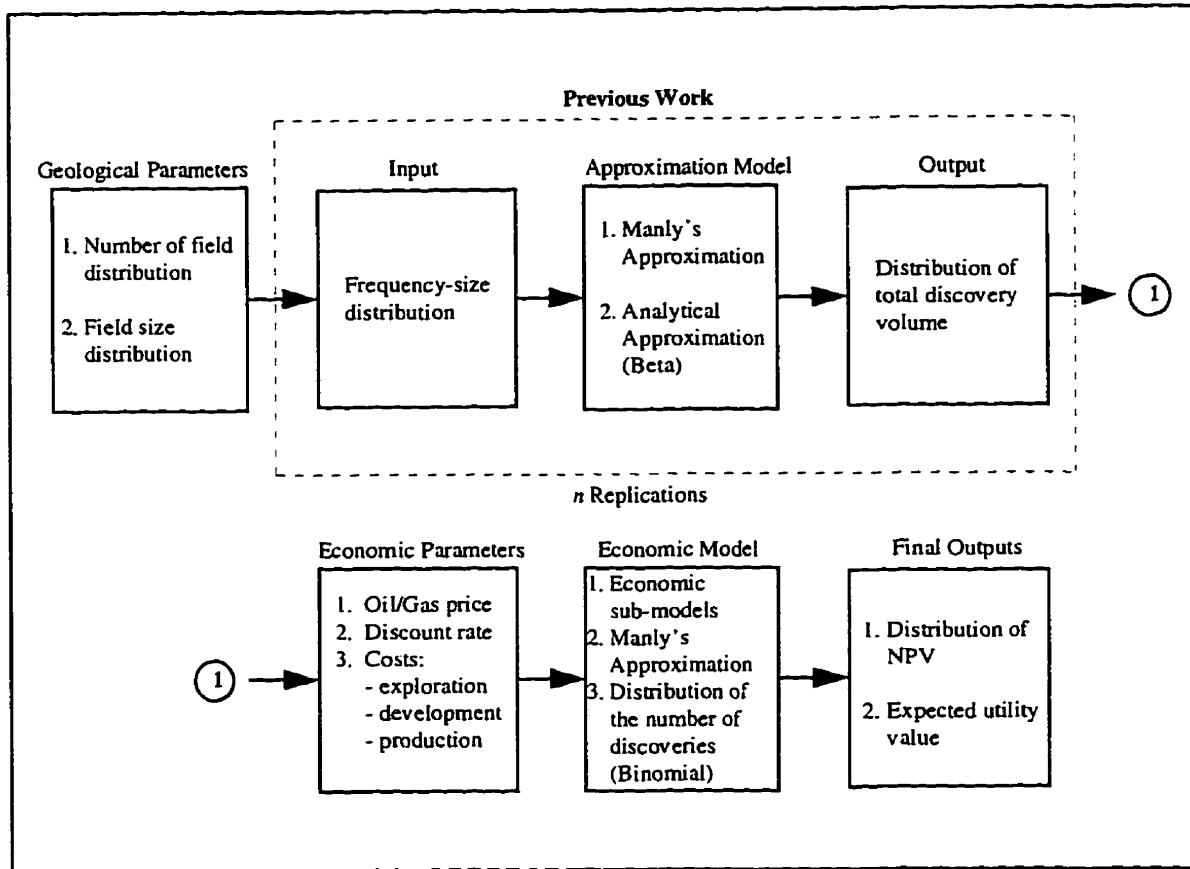 Previous Work
Geological Parameters
1. Number of field
distribution
2. Field size
distribution
Input
Frequency-size
distribution
Approximation Model
1. Manly's
Approximation
2. Analytical
Approximation
(Beta)
Output
Distribution of
total discovery
volume
1
n Replications
1
Economic Parameters
1. Oil/Gas price
2. Discount rate
3. Costs:
- exploration
- development
- production
Economic Model
1. Economic
sub-models
2. Manly's
Approximation
3. Distribution of
the number of
discoveries
(Binomial)
Final Outputs
1. Distribution of
NPV
2. Expected utility
value